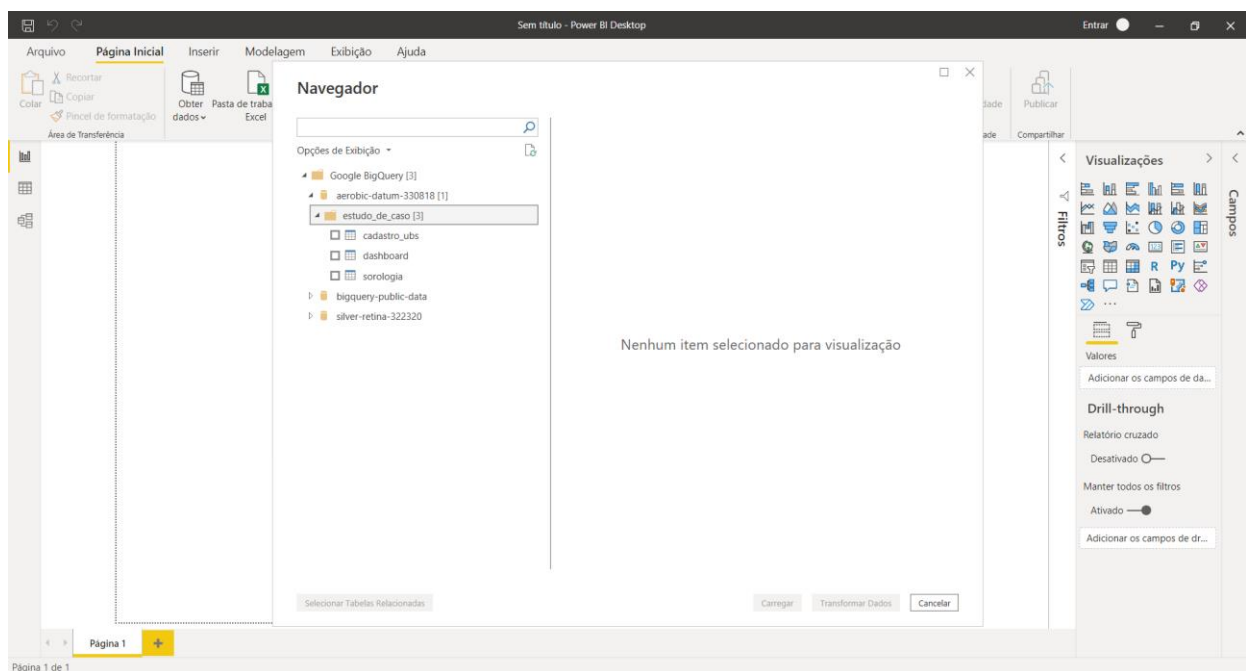 Sem título - Power BI Desktop
Entrar
Arquivo Página Inicial Inserir Modelagem Exibição Ajuda
Colar
Recortar
Copiar
Pincel de formatação
Área de Transferência
Obter dados
Pasta de traba
Excel
dade
Publicar
ade
Compartilhar
Navegador
Opções de Exibição
Google BigQuery [3]
aerobic-datum-330818 [1]
estudo_de_caso [3]
cadastro_ubs
dashboard
sorologia
bigquery-public-data
silver-retina-322320
Nenhum item selecionado para visualização
Selecionar Tabelas Relacionadas
Carregar
Transformar Dados
Cancelar
Filtros
Visualizações
R Py
Valores
Adicionar os campos de da...
Drill-through
Relatório cruzado
Desativado
Manter todos os filtros
Ativado
Adicionar os campos de dr...
Campos
Página 1
Página 1 de 1